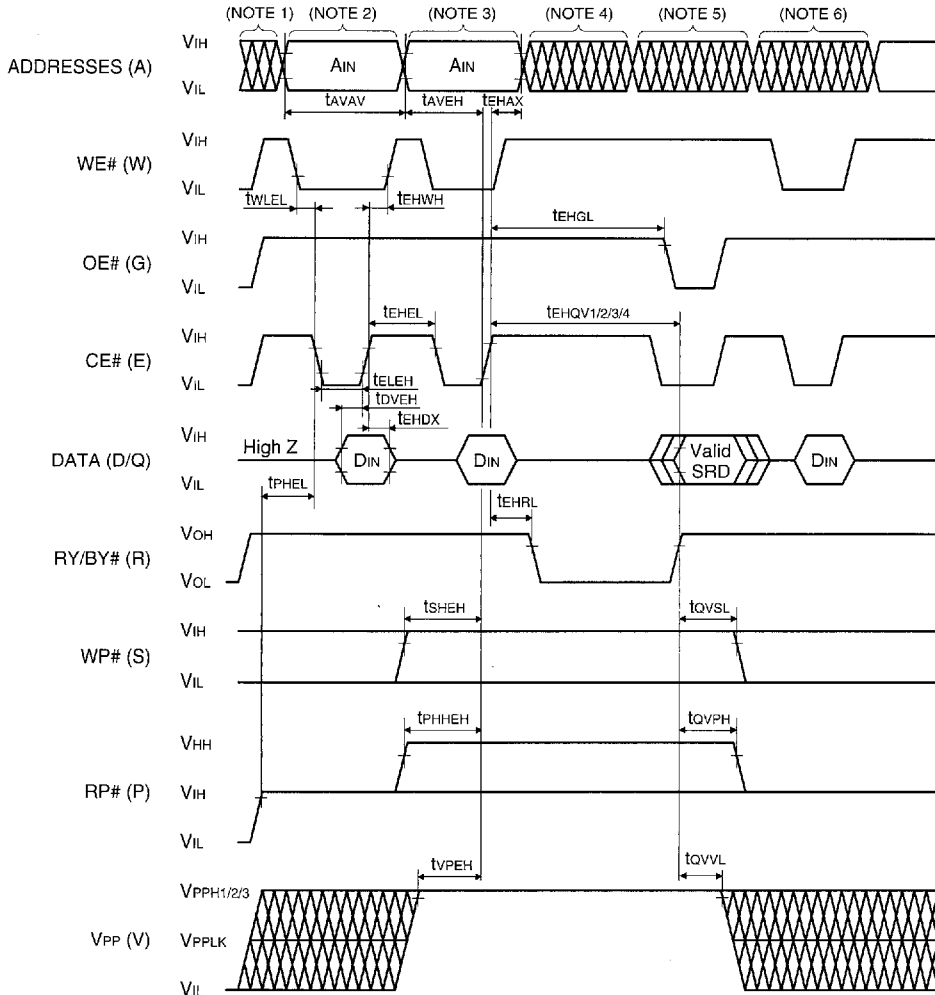 (NOTE 1) (NOTE 2) (NOTE 3) (NOTE 4) (NOTE 5) (NOTE 6)
VIH
ADDRESSES (A) AIN AIN
VIL
tAVAV tAVEH tEHAX
VIH
WE# (W)
VIL
tWLEL tEHWH
tEHGL
VIH
OE# (G)
VIL
tEHEL tEHQV1/2/3/4
VIH
CE# (E)
VIL
tELEH
tDVEH
tEHDX
VIH
High Z
DATA (D/Q) DIN DIN Valid SRD DIN
VIL
tPHEL
tEHRL
VOH
RY/BY# (R)
VOL
tSHEH tQVSL
VIH
WP# (S)
VIL
tPHHEH tQVPH
VHH
RP# (P) VIH
VIL
tVPEH tQVVL
VPPH1/2/3
VPP (V) VPPLK
VIL